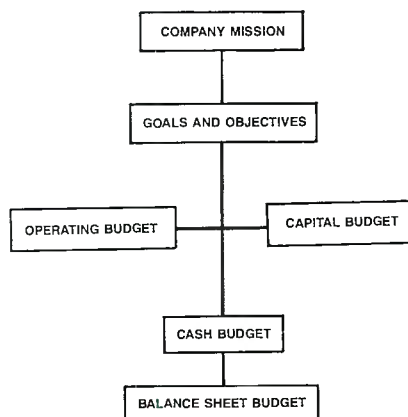 COMPANY MISSION
GOALS AND OBJECTIVES
OPERATING BUDGET
CAPITAL BUDGET
CASH BUDGET
BALANCE SHEET BUDGET